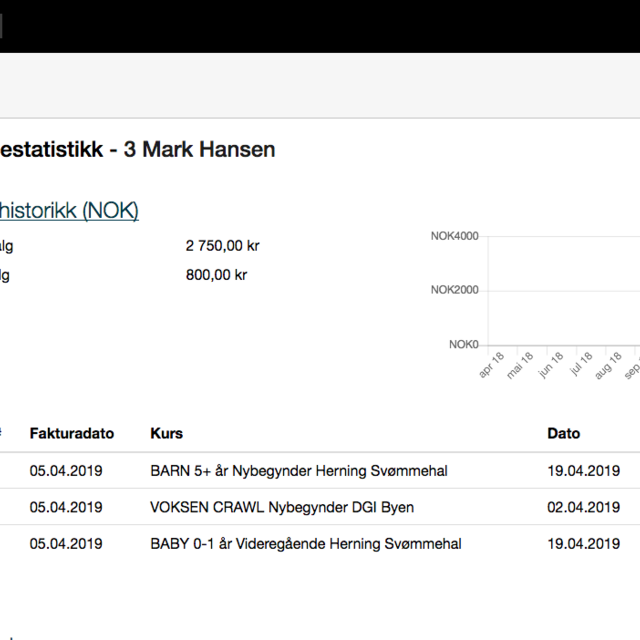 estatistikk - 3 Mark Hansen
historikk (NOK)
lg 2 750,00 kr
lg 800,00 kr
NOK4000
NOK2000
NOK0
apr 18 mai 18 jun 18 jul 18 aug 18 sep
Fakturadato Kurs Dato
05.04.2019 BARN 5+ år Nybegynder Herning Svømmehal 19.04.2019
05.04.2019 VOKSEN CRAWL Nybegynder DGI Byen 02.04.2019
05.04.2019 BABY 0-1 år Videregående Herning Svømmehal 19.04.2019